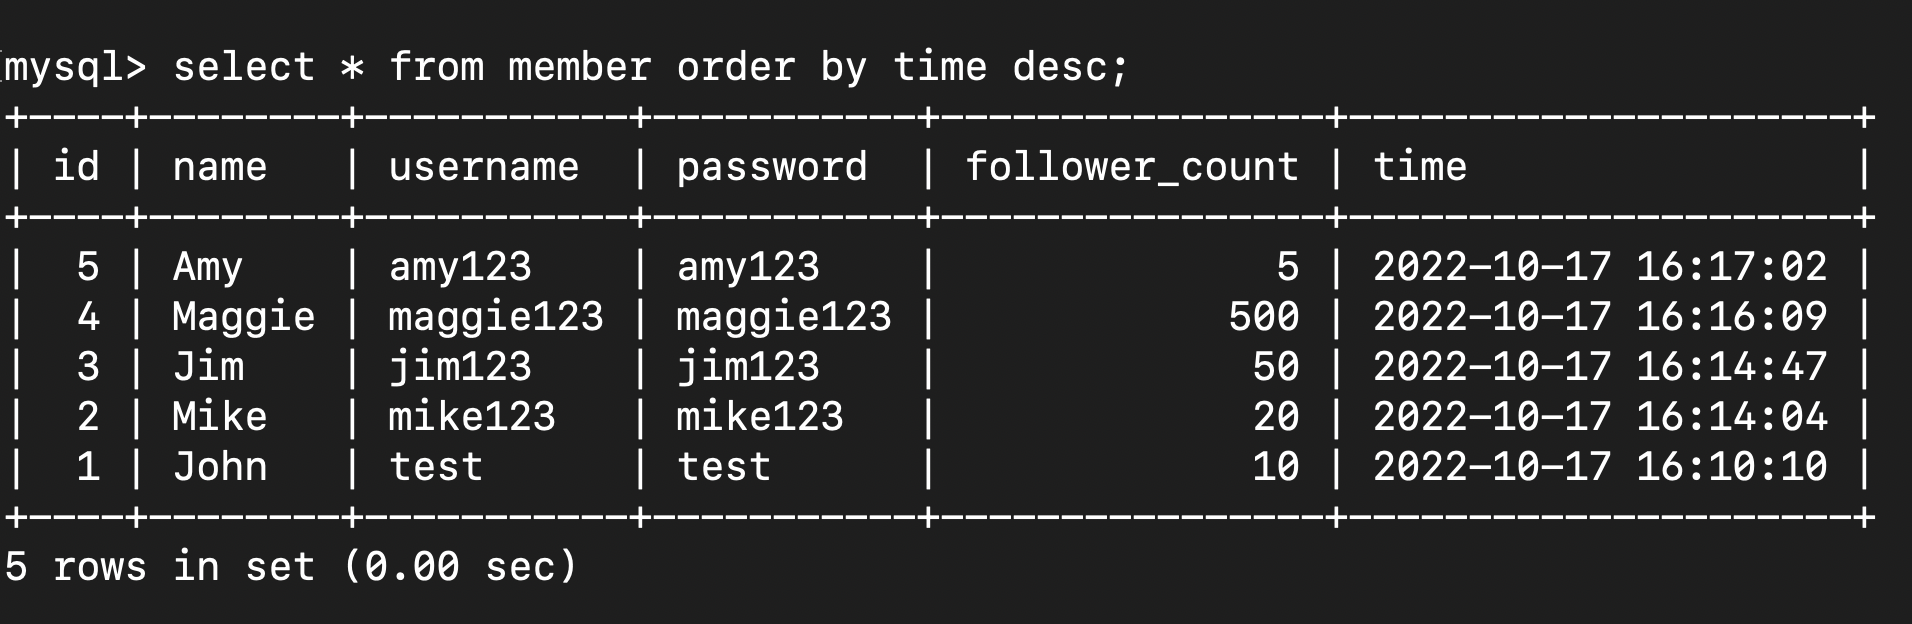 mysql> select * from member order by time desc;
+----+--------+-----------+-----------+----------------+---------------------+
| id | name   | username  | password  | follower_count | time                |
+----+--------+-----------+-----------+----------------+---------------------+
|  5 | Amy    | amy123    | amy123    |              5 | 2022-10-17 16:17:02 |
|  4 | Maggie | maggie123 | maggie123 |            500 | 2022-10-17 16:16:09 |
|  3 | Jim    | jim123    | jim123    |             50 | 2022-10-17 16:14:47 |
|  2 | Mike   | mike123   | mike123   |             20 | 2022-10-17 16:14:04 |
|  1 | John   | test      | test      |             10 | 2022-10-17 16:10:10 |
+----+--------+-----------+-----------+----------------+---------------------+
5 rows in set (0.00 sec)